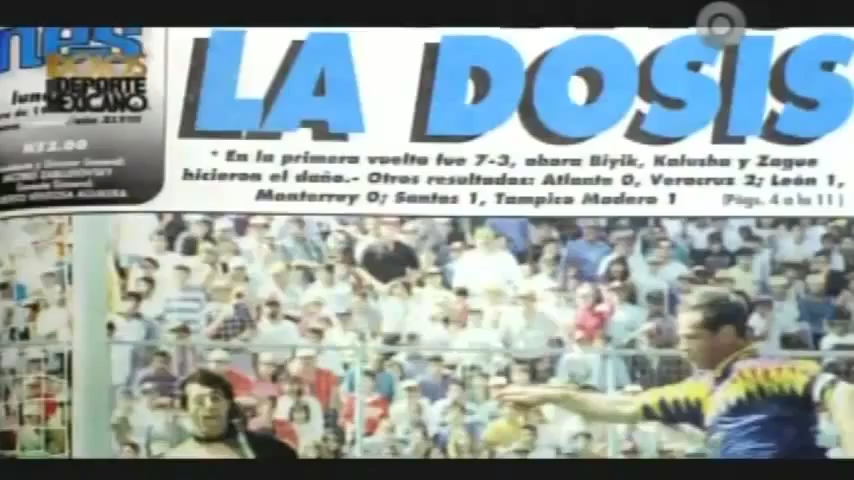 LA DOSIS
DEPORTE
MEXICANO
N$2.00
* En la primera vuelta fue 7-3, ahora Biyik, Kalusha y Zague
hicieron el daño.- Otros resultados: Atlante 0, Veracruz 2; León 1,
Monterrey 0; Santos 1, Tampico Madero 1 (Págs. 4 a la 11)